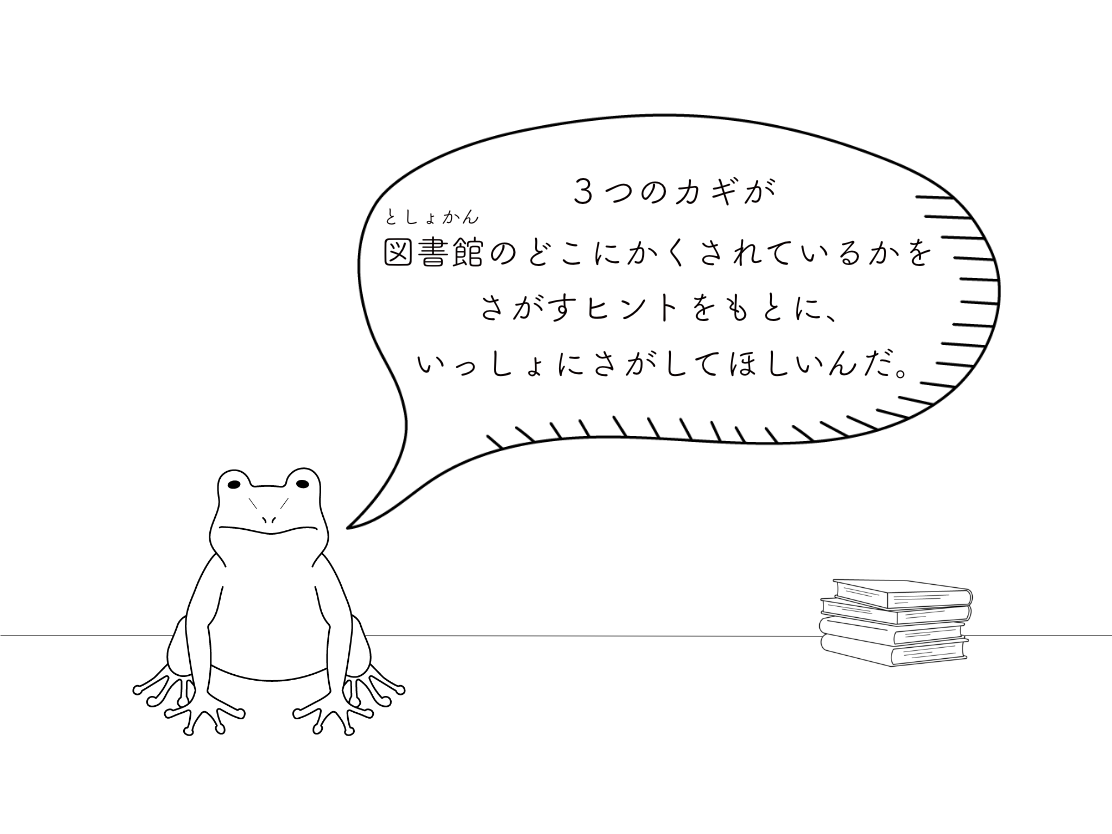 ３つのカギが
としょかん
図書館のどこにかくされているかを
さがすヒントをもとに、
いっしょにさがしてほしいんだ。